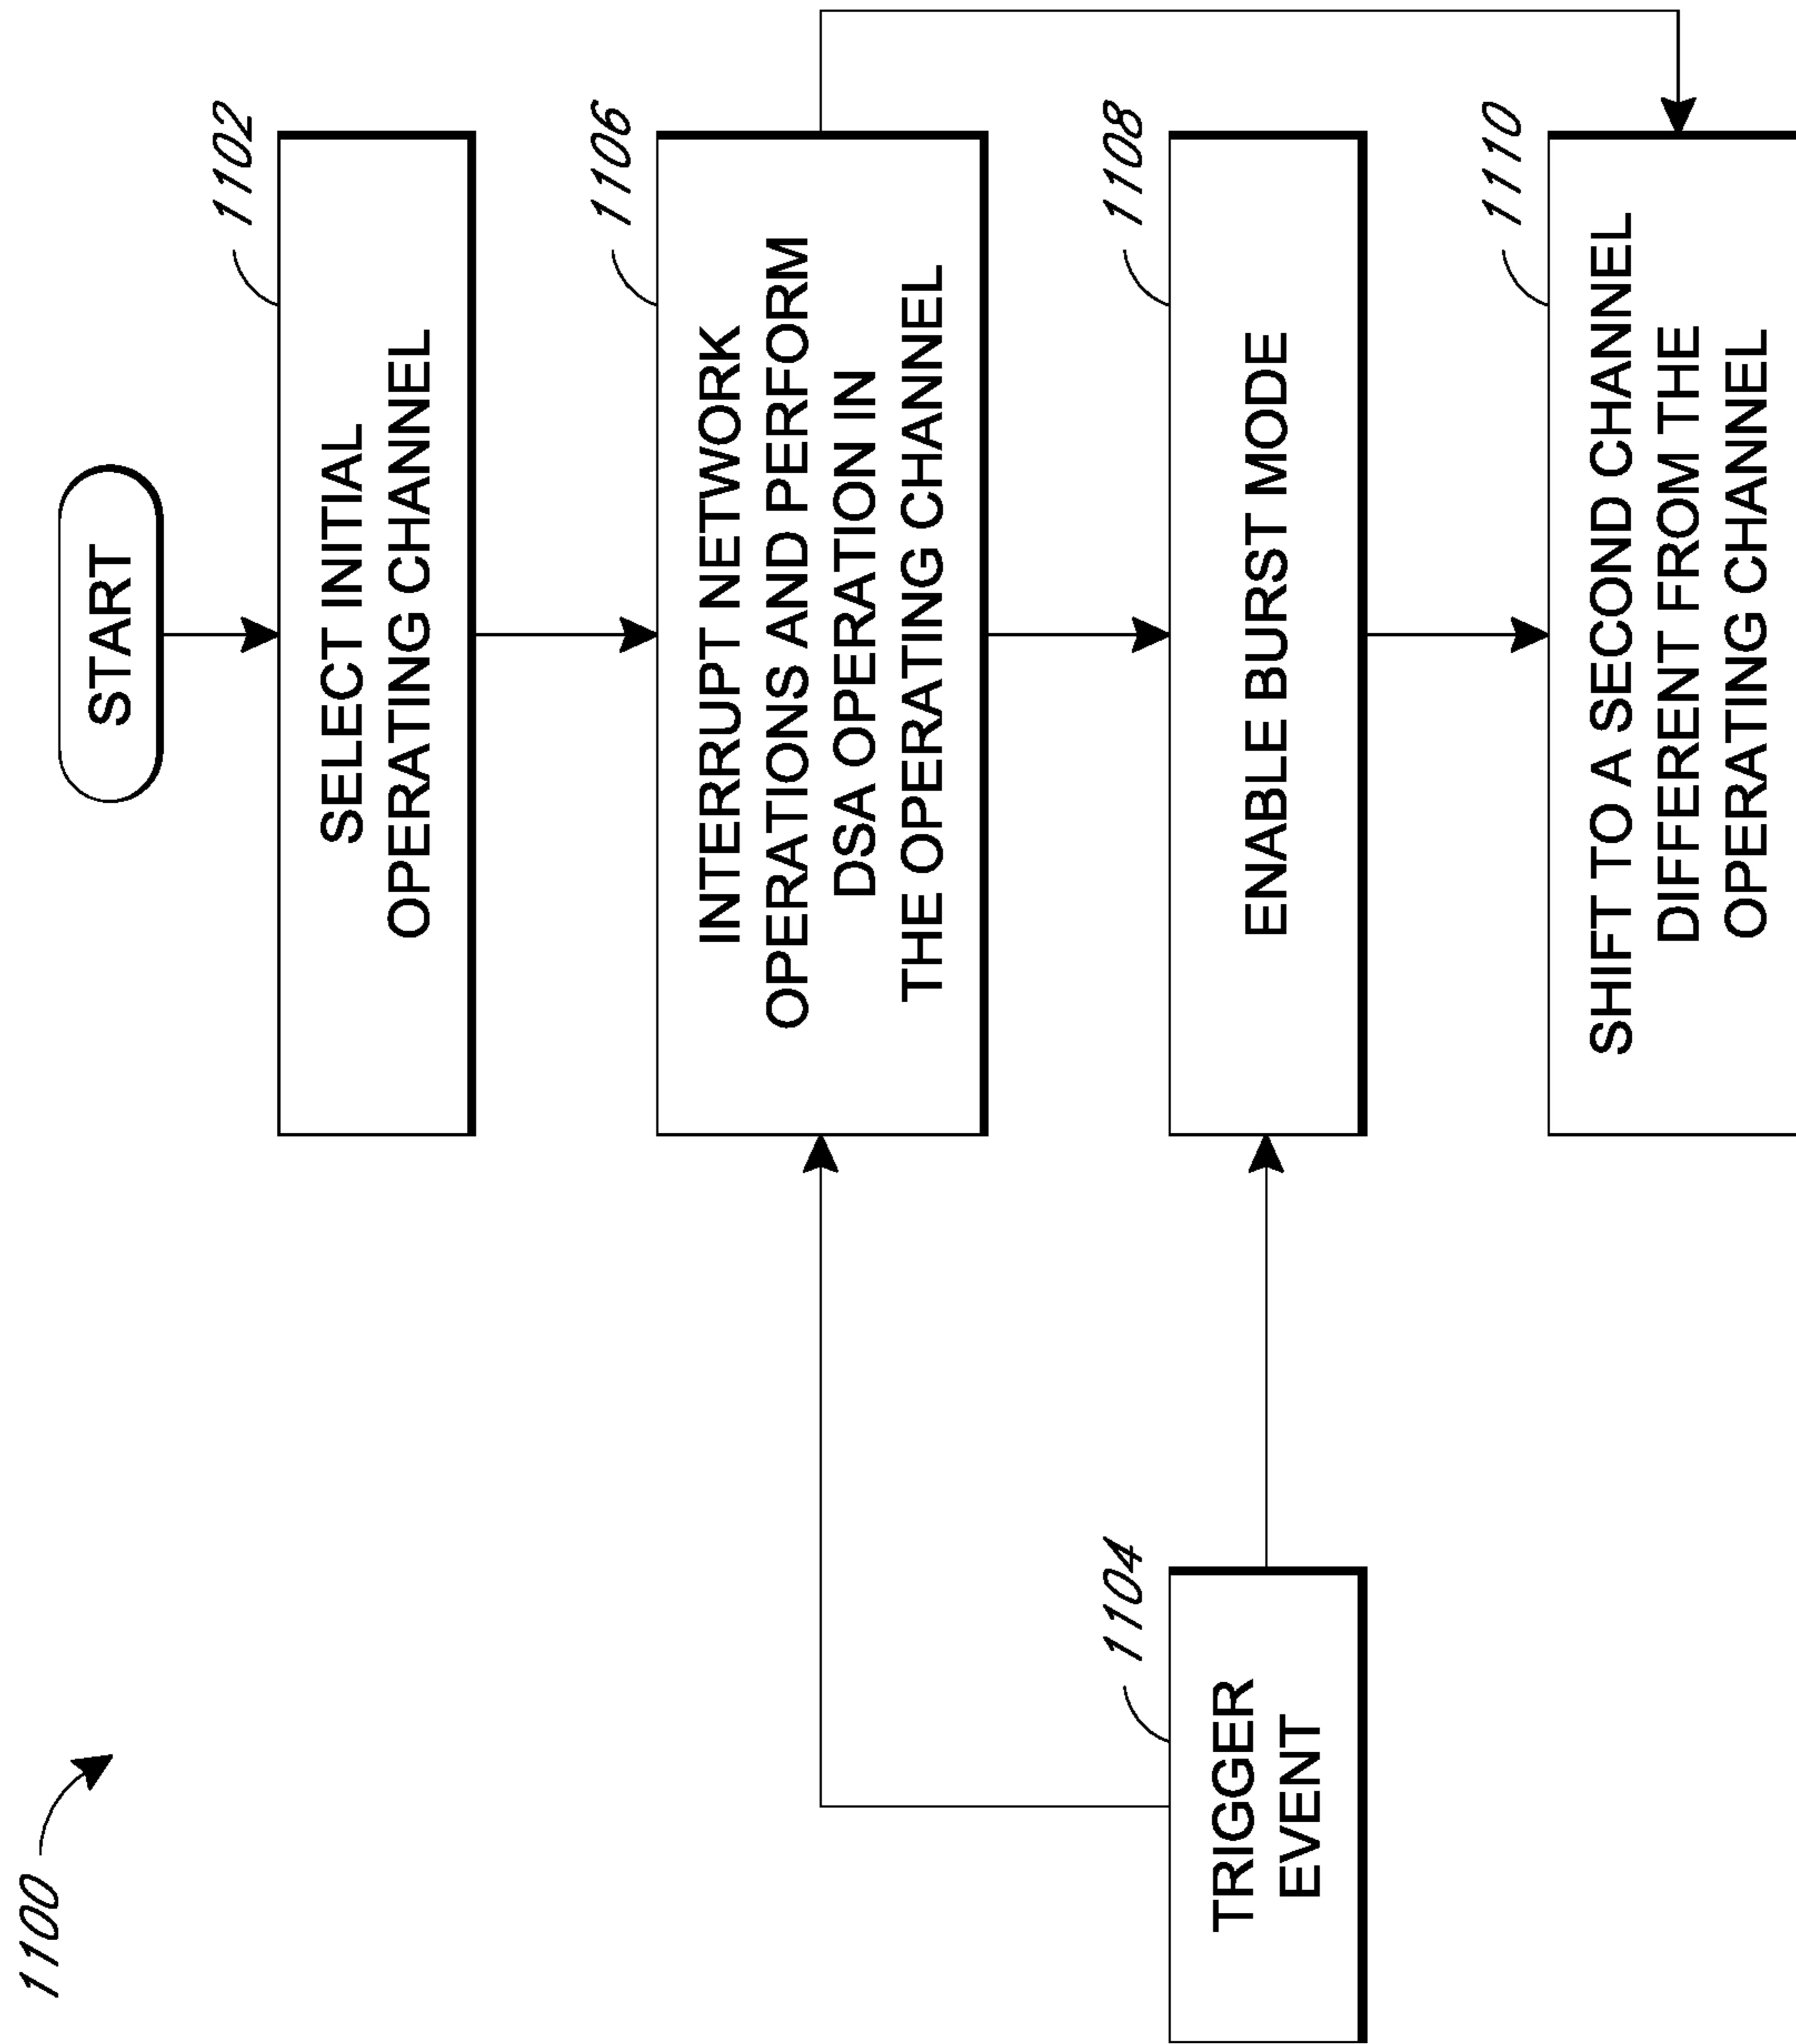 1100
START
1102
SELECT INITIAL
OPERATING CHANNEL
1106
INTERRUPT NETWORK
OPERATIONS AND PERFORM
DSA OPERATION IN
THE OPERATING CHANNEL
1104
TRIGGER
EVENT
1108
ENABLE BURST MODE
1110
SHIFT TO A SECOND CHANNEL
DIFFERENT FROM THE
OPERATING CHANNEL